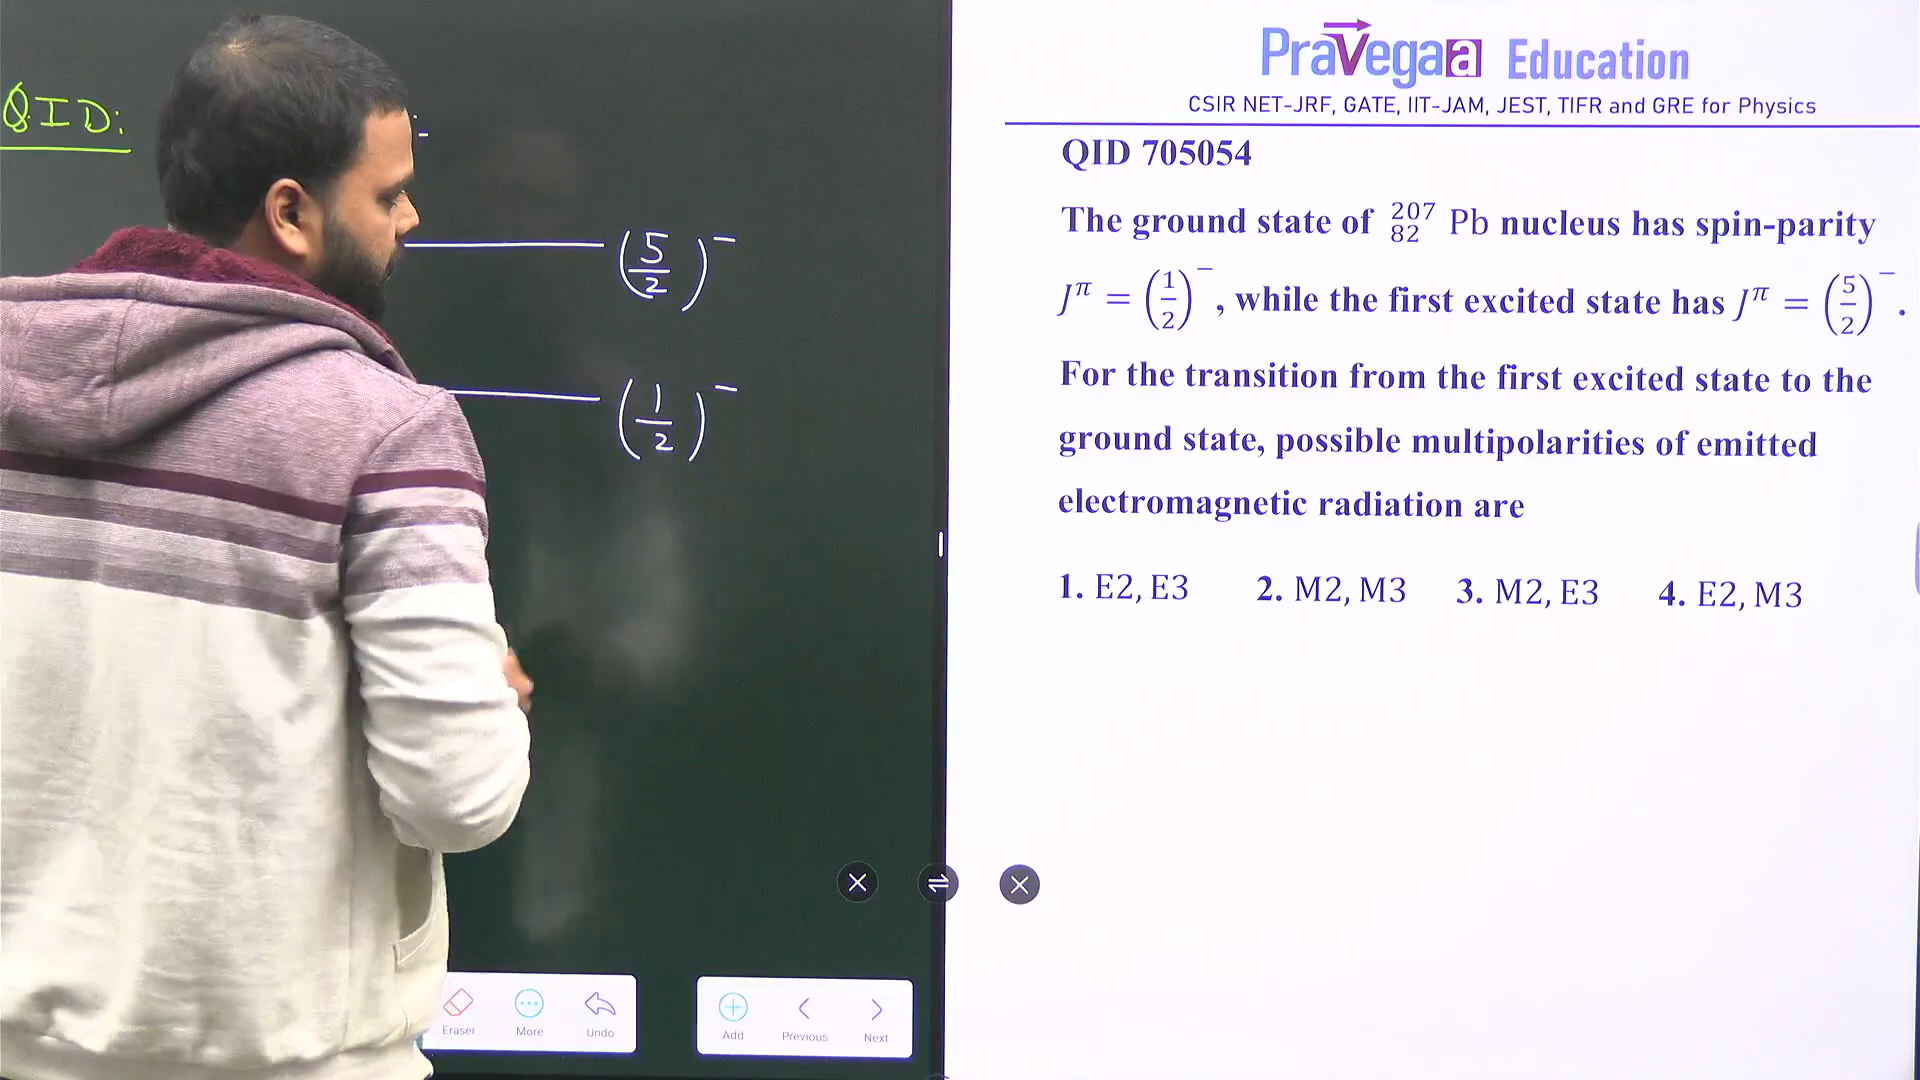 QID:
(5/2)⁻
(1/2)⁻
Eraser
More
Undo
Add
Previous
Next
PraVegaa Education
CSIR NET-JRF, GATE, IIT-JAM, JEST, TIFR and GRE for Physics
QID 705054
The ground state of ²⁰⁷₈₂ Pb nucleus has spin-parity
J^π = (1/2)⁻, while the first excited state has J^π = (5/2)⁻.
For the transition from the first excited state to the
ground state, possible multipolarities of emitted
electromagnetic radiation are
1. E2, E3 2. M2, M3 3. M2, E3 4. E2, M3